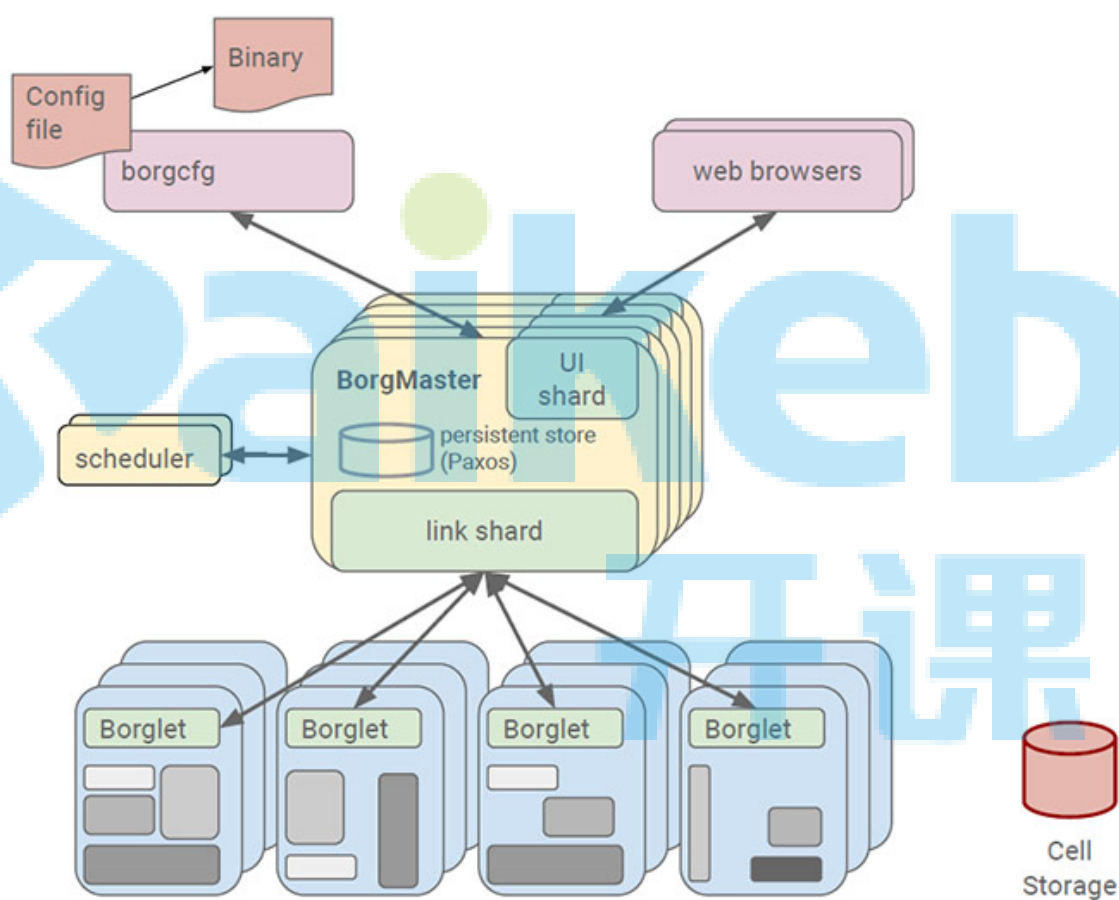 Binary
Config
file
borgcfg
web browsers
BorgMaster
UI
shard
persistent store
(Paxos)
scheduler
link shard
Borglet
Borglet
Borglet
Borglet
Cell
Storage
aikeb
开课